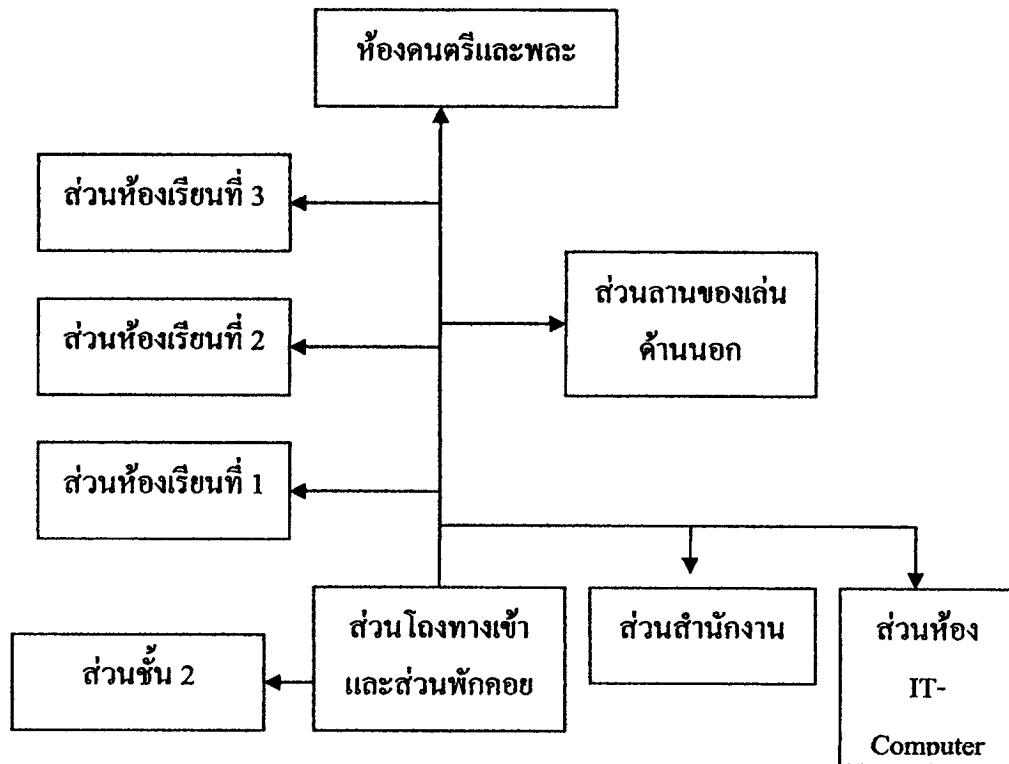 ห้องดนตรีและพละ
ส่วนห้องเรียนที่ 3
ส่วนลานของเล่น
ด้านนอก
ส่วนห้องเรียนที่ 2
ส่วนห้องเรียนที่ 1
ส่วนโถงทางเข้า
และส่วนพักคอย
ส่วนสำนักงาน
ส่วนห้อง
IT-
Computer
ส่วนชั้น 2